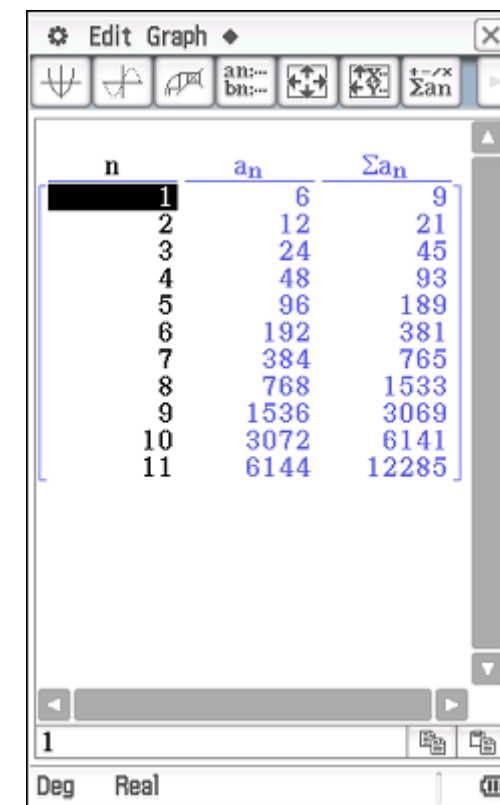 Edit Graph ◆
an:… bn:… +−/× Σan
n an Σan
1 6 9
2 12 21
3 24 45
4 48 93
5 96 189
6 192 381
7 384 765
8 768 1533
9 1536 3069
10 3072 6141
11 6144 12285
1
Deg Real